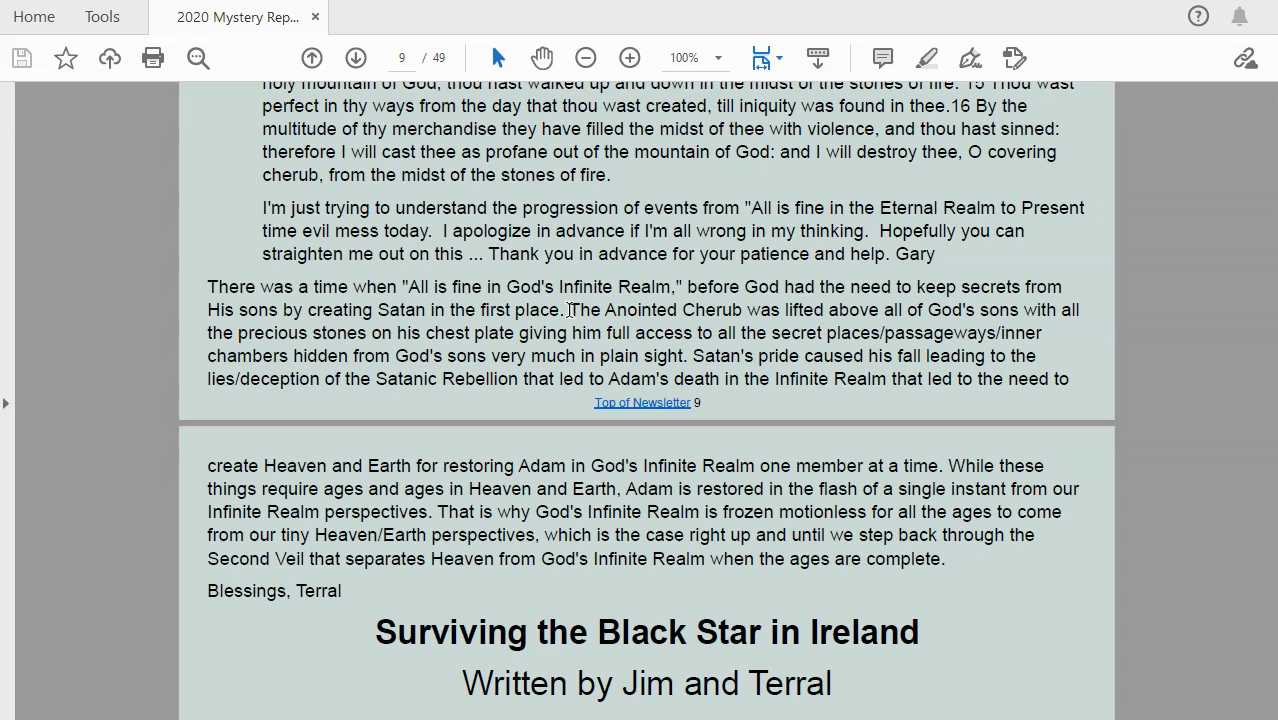 Home Tools 2020 Mystery Rep... ×
9 / 49 100%
holy mountain of God; thou hast walked up and down in the midst of the stones of fire. 15 Thou wast
perfect in thy ways from the day that thou wast created, till iniquity was found in thee.16 By the
multitude of thy merchandise they have filled the midst of thee with violence, and thou hast sinned:
therefore I will cast thee as profane out of the mountain of God: and I will destroy thee, O covering
cherub, from the midst of the stones of fire.
I'm just trying to understand the progression of events from "All is fine in the Eternal Realm to Present
time evil mess today.  I apologize in advance if I'm all wrong in my thinking.  Hopefully you can
straighten me out on this ... Thank you in advance for your patience and help. Gary
There was a time when "All is fine in God's Infinite Realm," before God had the need to keep secrets from
His sons by creating Satan in the first place. The Anointed Cherub was lifted above all of God's sons with all
the precious stones on his chest plate giving him full access to all the secret places/passageways/inner
chambers hidden from God's sons very much in plain sight. Satan's pride caused his fall leading to the
lies/deception of the Satanic Rebellion that led to Adam's death in the Infinite Realm that led to the need to
Top of Newsletter 9
create Heaven and Earth for restoring Adam in God's Infinite Realm one member at a time. While these
things require ages and ages in Heaven and Earth, Adam is restored in the flash of a single instant from our
Infinite Realm perspectives. That is why God's Infinite Realm is frozen motionless for all the ages to come
from our tiny Heaven/Earth perspectives, which is the case right up and until we step back through the
Second Veil that separates Heaven from God's Infinite Realm when the ages are complete.
Blessings, Terral
Surviving the Black Star in Ireland
Written by Jim and Terral